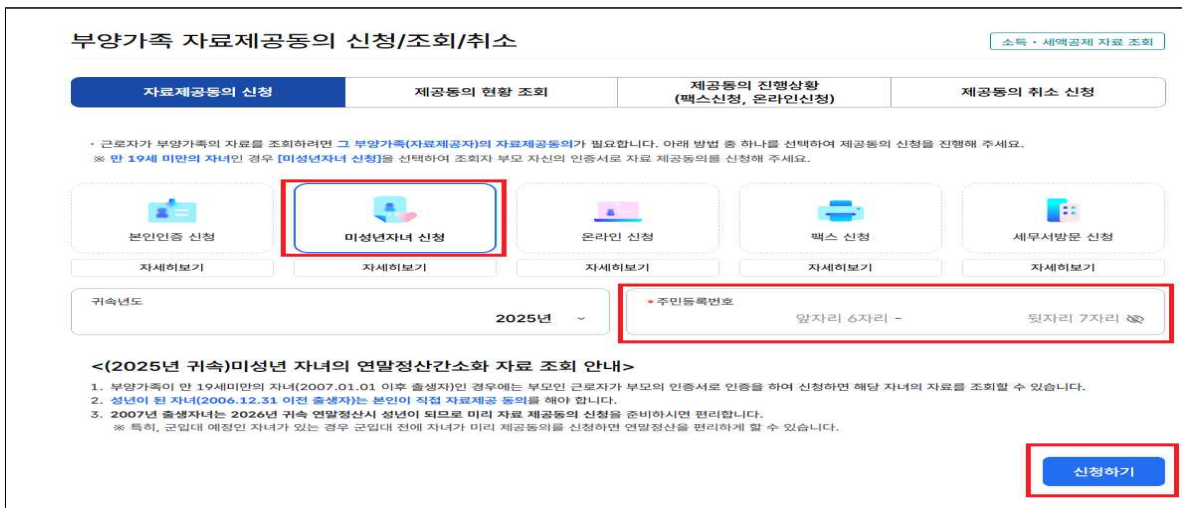 부양가족 자료제공동의 신청/조회/취소
소득・세액공제 자료 조회
자료제공동의 신청
제공동의 현황 조회
제공동의 진행상황
(팩스신청, 온라인신청)
제공동의 취소 신청
· 근로자가 부양가족의 자료를 조회하려면 그 부양가족(자료제공자)의 자료제공동의가 필요합니다. 아래 방법 중 하나를 선택하여 제공동의 신청을 진행해 주세요.
※ 만 19세 미만의 자녀인 경우 [미성년자녀 신청]을 선택하여 조회자 부모 자신의 인증서로 자료 제공동의를 신청해 주세요.
본인인증 신청
미성년자녀 신청
온라인 신청
팩스 신청
세무서방문 신청
자세히보기
자세히보기
자세히보기
자세히보기
자세히보기
귀속년도
2025년
*주민등록번호
앞자리 6자리 -
뒷자리 7자리
<(2025년 귀속)미성년 자녀의 연말정산간소화 자료 조회 안내>
1. 부양가족이 만 19세미만의 자녀(2007.01.01 이후 출생자)인 경우에는 부모인 근로자가 부모의 인증서로 인증을 하여 신청하면 해당 자녀의 자료를 조회할 수 있습니다.
2. 성년이 된 자녀(2006.12.31 이전 출생자)는 본인이 직접 자료제공 동의를 해야 합니다.
3. 2007년 출생자녀는 2026년 귀속 연말정산시 성년이 되므로 미리 자료 제공동의 신청을 준비하시면 편리합니다.
※ 특히, 군입대 예정인 자녀가 있는 경우 군입대 전에 자녀가 미리 제공동의를 신청하면 연말정산을 편리하게 할 수 있습니다.
신청하기